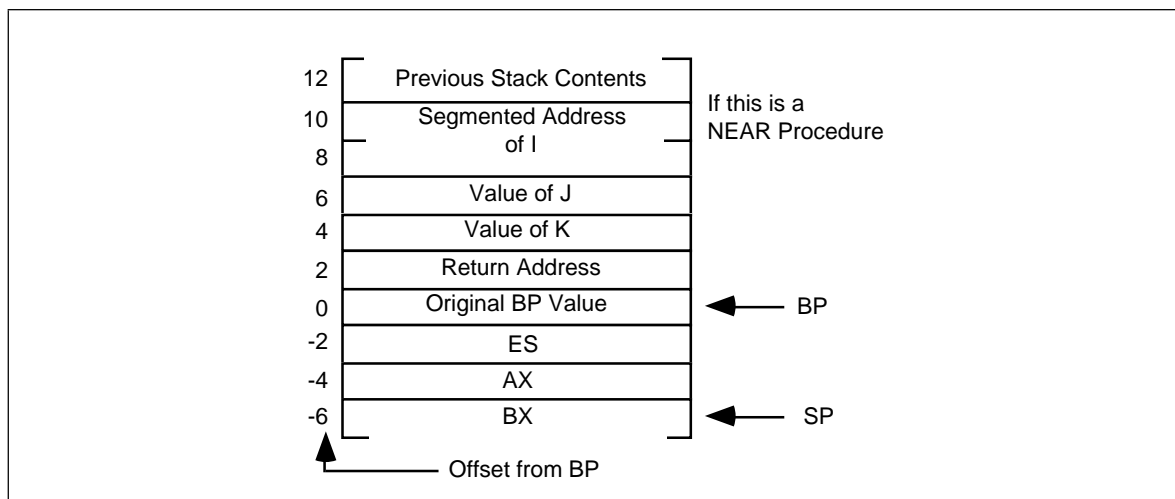 12 Previous Stack Contents
If this is a
NEAR Procedure
10 Segmented Address
of I
8
6 Value of J
4 Value of K
2 Return Address
0 Original BP Value BP
-2 ES
-4 AX
-6 BX SP
Offset from BP